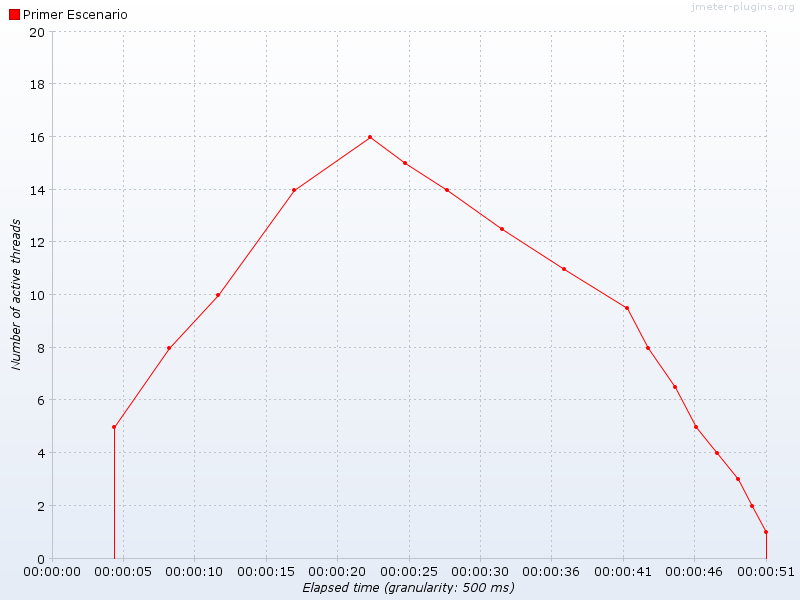 jmeter-plugins.org
Primer Escenario
20
18
16
14
12
10
8
6
4
2
0
Number of active threads
00:00:00 00:00:05 00:00:10 00:00:15 00:00:20 00:00:25 00:00:30 00:00:36 00:00:41 00:00:46 00:00:51
Elapsed time (granularity: 500 ms)